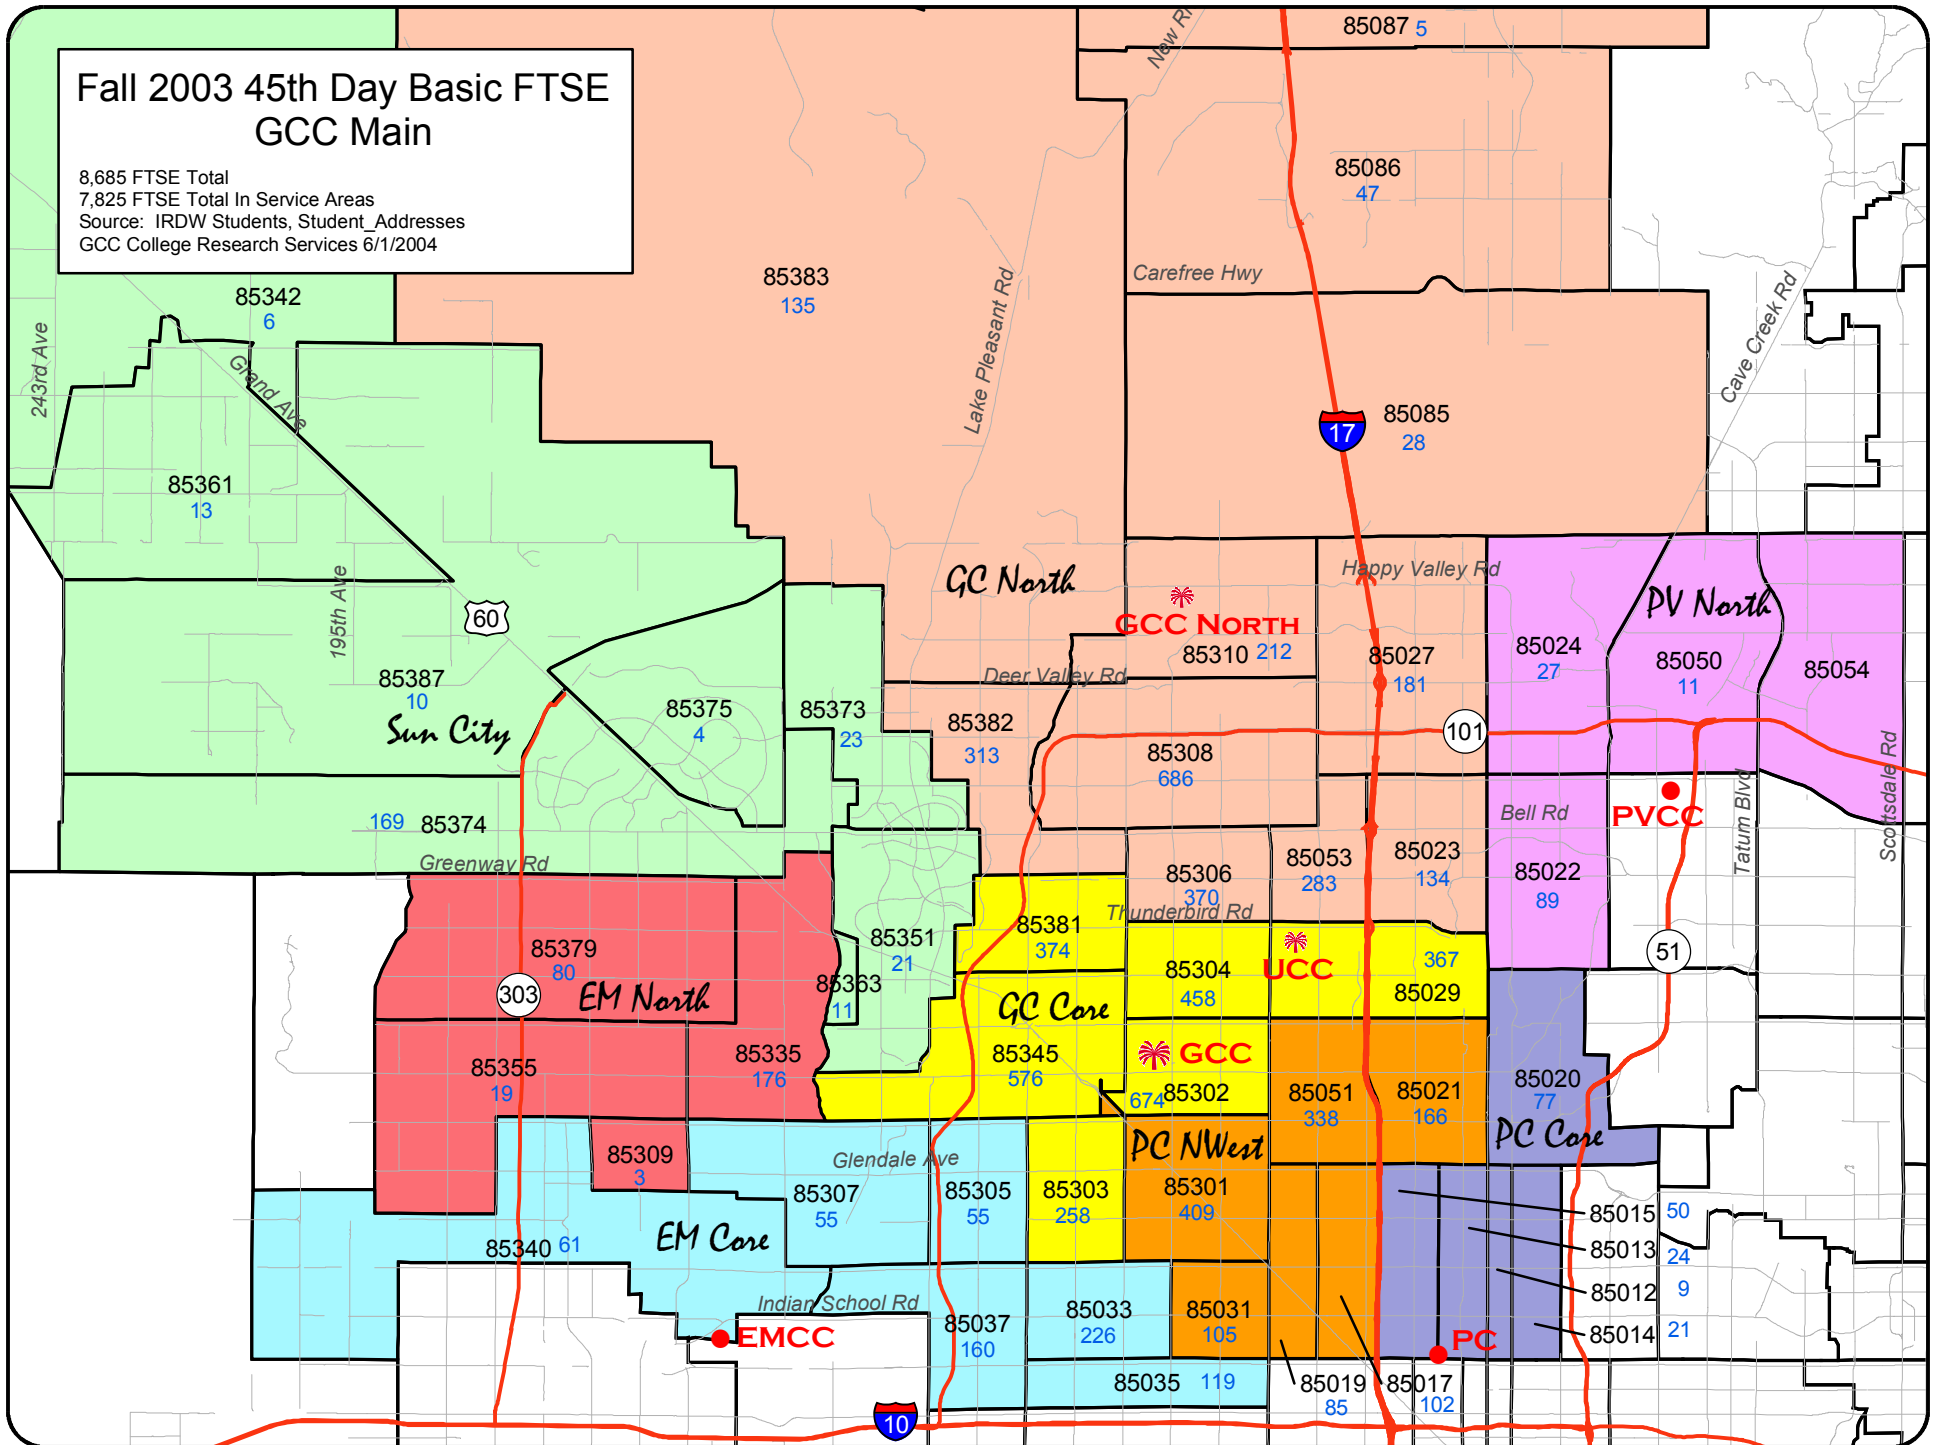 Fall 2003 45th Day Basic FTSE
GCC Main
8,685 FTSE Total
7,825 FTSE Total In Service Areas
Source: IRDW Students, Student_Addresses
GCC College Research Services 6/1/2004
85087 5
New Ri
85086
47
Carefree Hwy
85383
135
85342
6
Lake Pleasant Rd
Cave Creek Rd
243rd Ave
Grand Ave
17
85085
28
85361
13
195th Ave
60
GC North
GCC North
85310 212
Happy Valley Rd
85027
181
PV North
85024
27
85050
11
85054
Deer Valley Rd
85387
10
Sun City
85375
4
85373
23
85382
313
85308
686
101
Scottsdale Rd
Tatum Blvd
PVCC
Bell Rd
169 85374
Greenway Rd
85306
370
85053
283
85023
134
85022
89
Thunderbird Rd
85381
374
85351
21
85379
80
303
EM North
85363
11
GC Core
85304
458
UCC
367
85029
51
85355
19
85335
176
85345
576
GCC
674 85302
85051
338
85021
166
85020
77
PC Core
85309
3
Glendale Ave
PC NWest
85307
55
85305
55
85303
258
85301
409
85015 50
85013 24
85012 9
85014 21
85340 61
EM Core
Indian School Rd
EMCC
85037
160
85033
226
85031
105
PC
85035 119
85019
85
85017
102
10